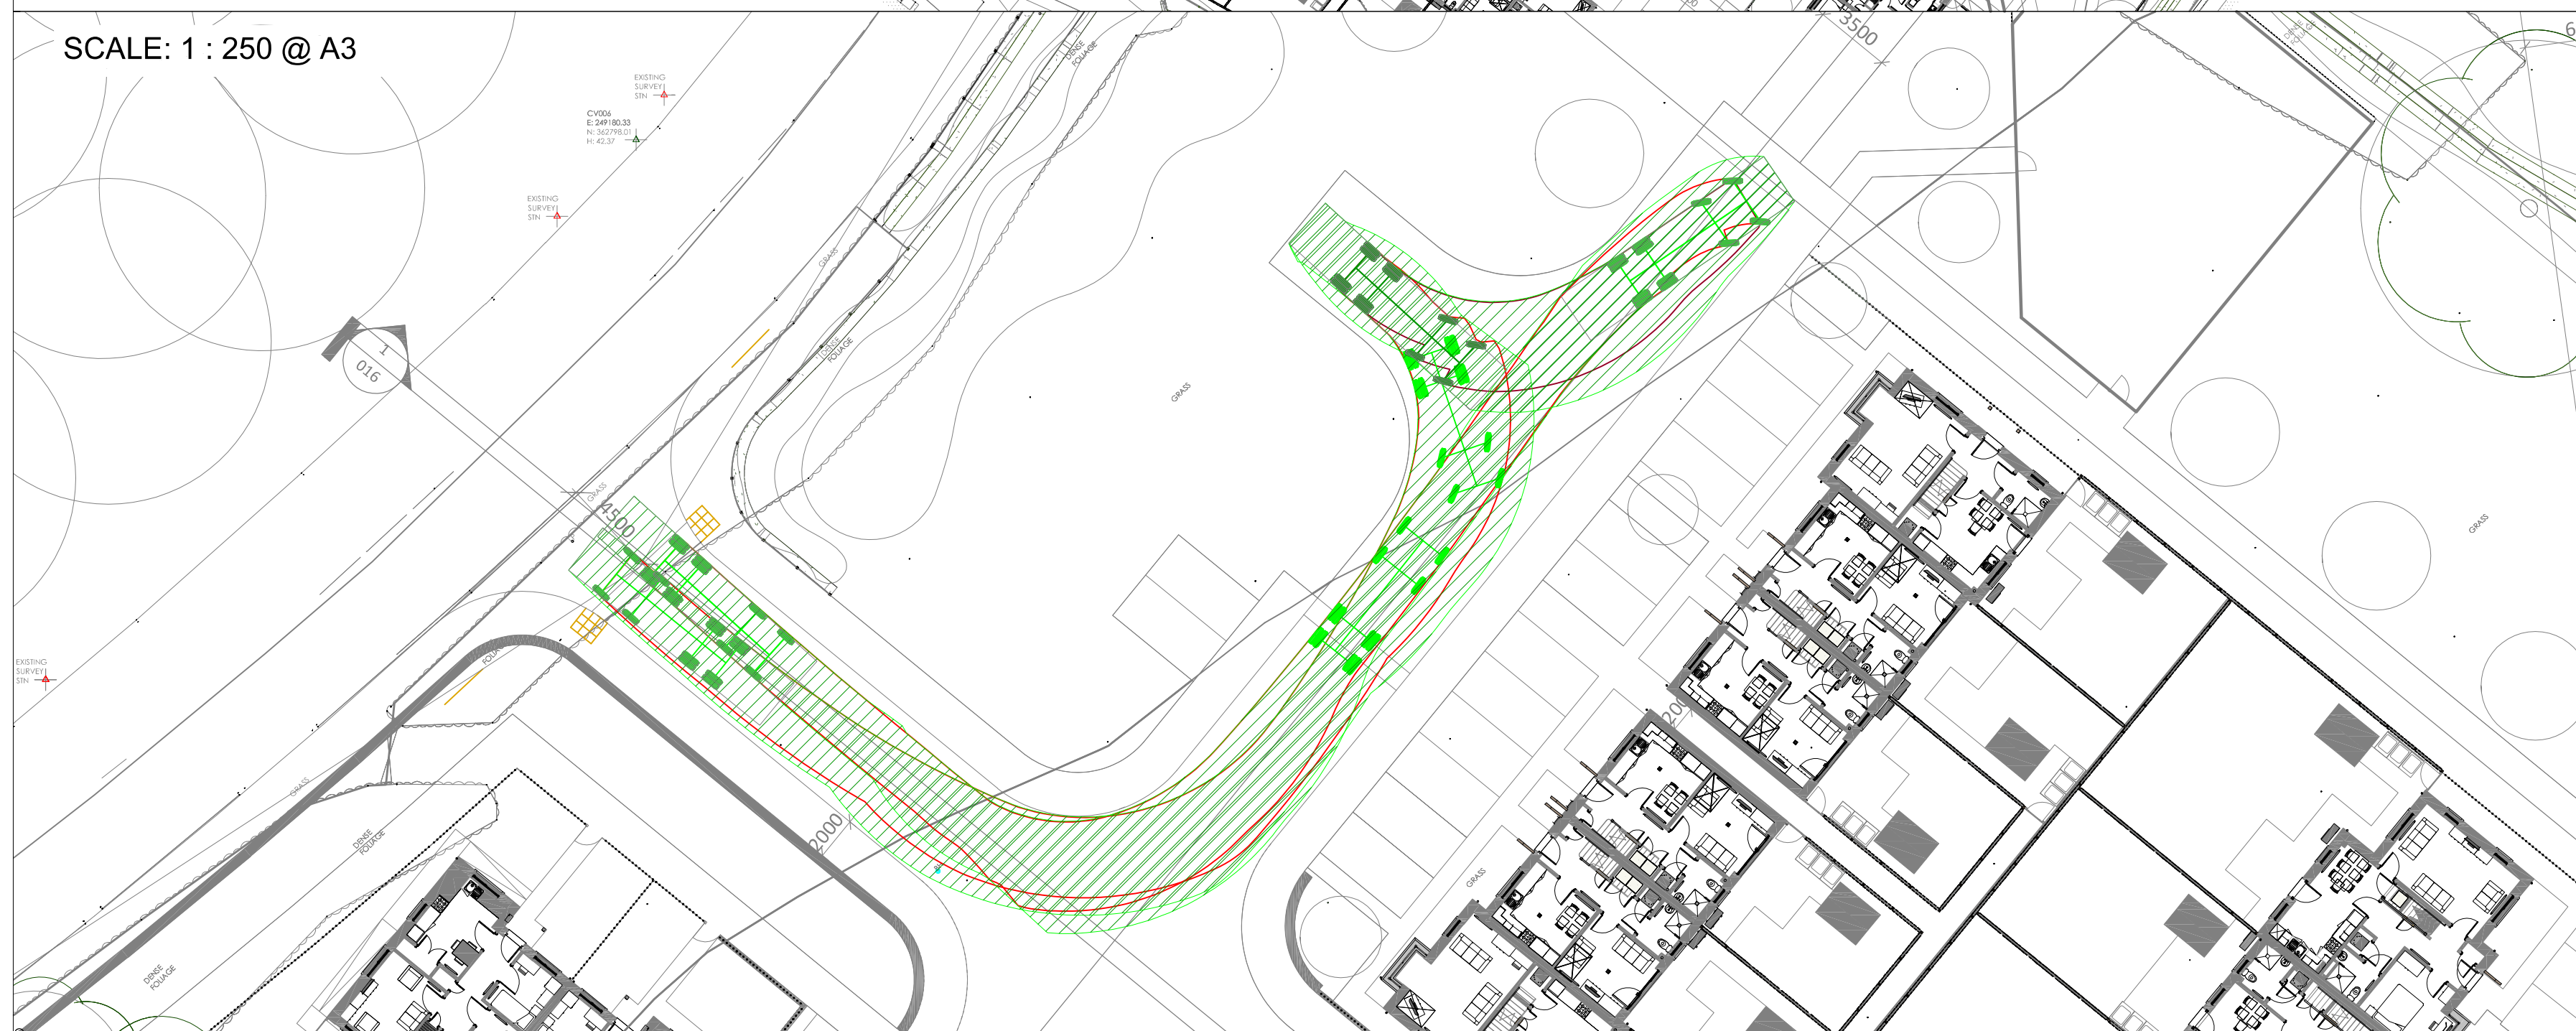 SCALE: 1 : 250 @ A3
3500
DENSE
FOLIAGE
DENSE
FOLIAGE
EXISTING
SURVEY
STN
CV006
E: 249180.33
N: 362798.01
H: 42.37
EXISTING
SURVEY
STN
GRASS
DENSE
FOLIAGE
1
016
GRASS
GRASS
4500
GRASS
EXISTING
SURVEY
STN
GRASS
2000
DENSE
FOLIAGE
GRASS
DENSE
FOLIAGE